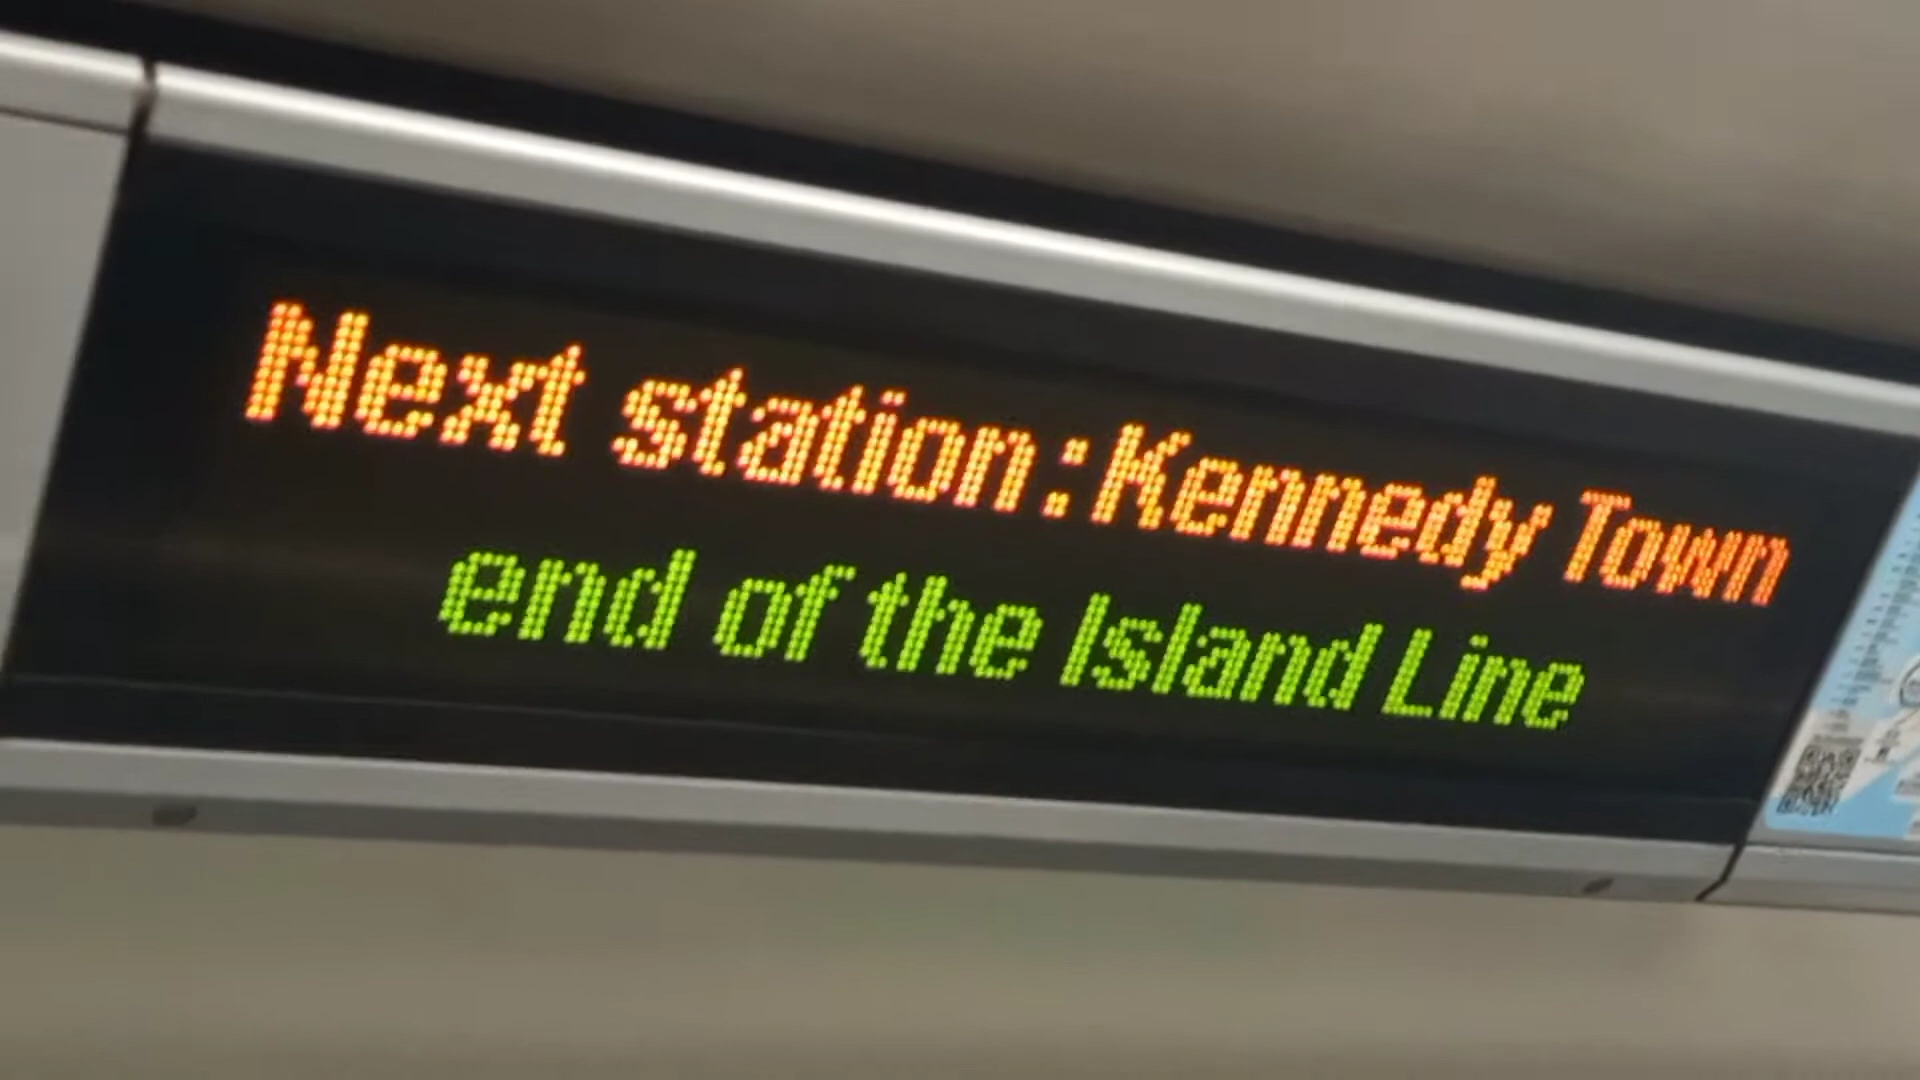 Next station:Kennedy Town
end of the Island Line